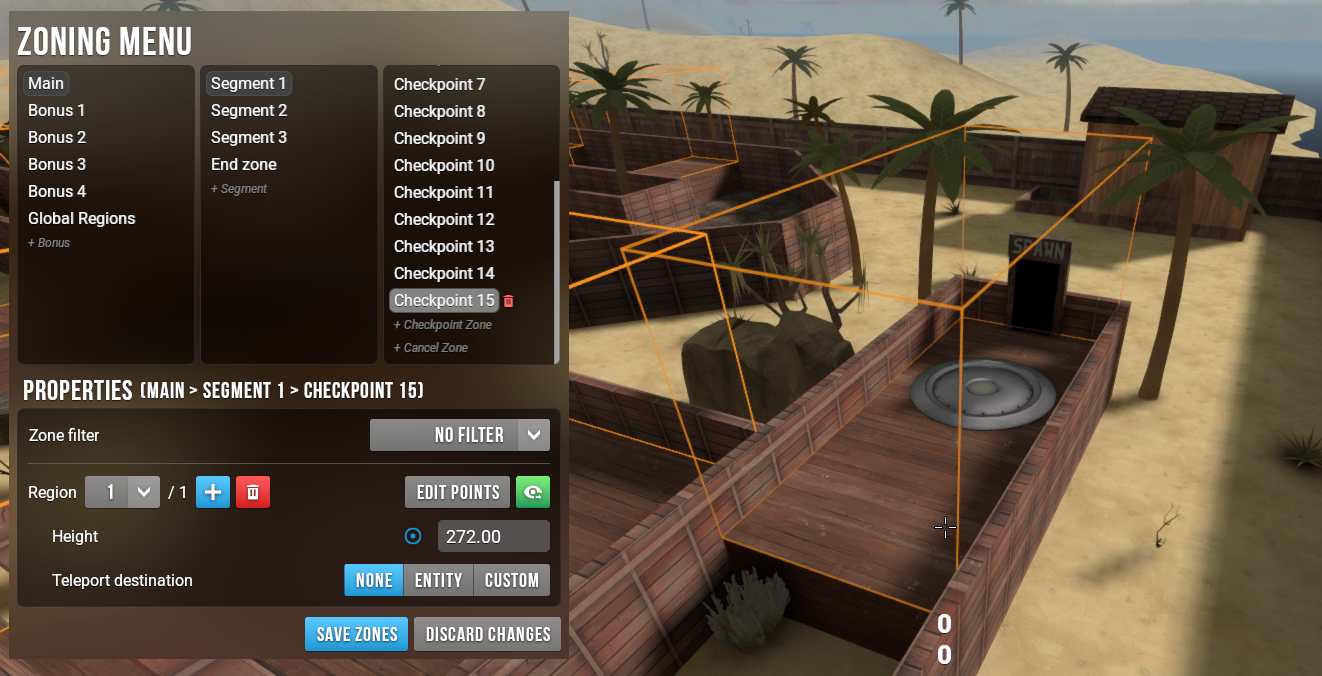 ZONING MENU
Main
Bonus 1
Bonus 2
Bonus 3
Bonus 4
Global Regions
+ Bonus
Segment 1
Segment 2
Segment 3
End zone
+ Segment
Checkpoint 7
Checkpoint 8
Checkpoint 9
Checkpoint 10
Checkpoint 11
Checkpoint 12
Checkpoint 13
Checkpoint 14
Checkpoint 15
+ Checkpoint Zone
+ Cancel Zone
PROPERTIES (MAIN > SEGMENT 1 > CHECKPOINT 15)
Zone filter NO FILTER
Region 1 / 1 EDIT POINTS
Height 272.00
Teleport destination NONE ENTITY CUSTOM
SAVE ZONES DISCARD CHANGES
SPAWN
0
0